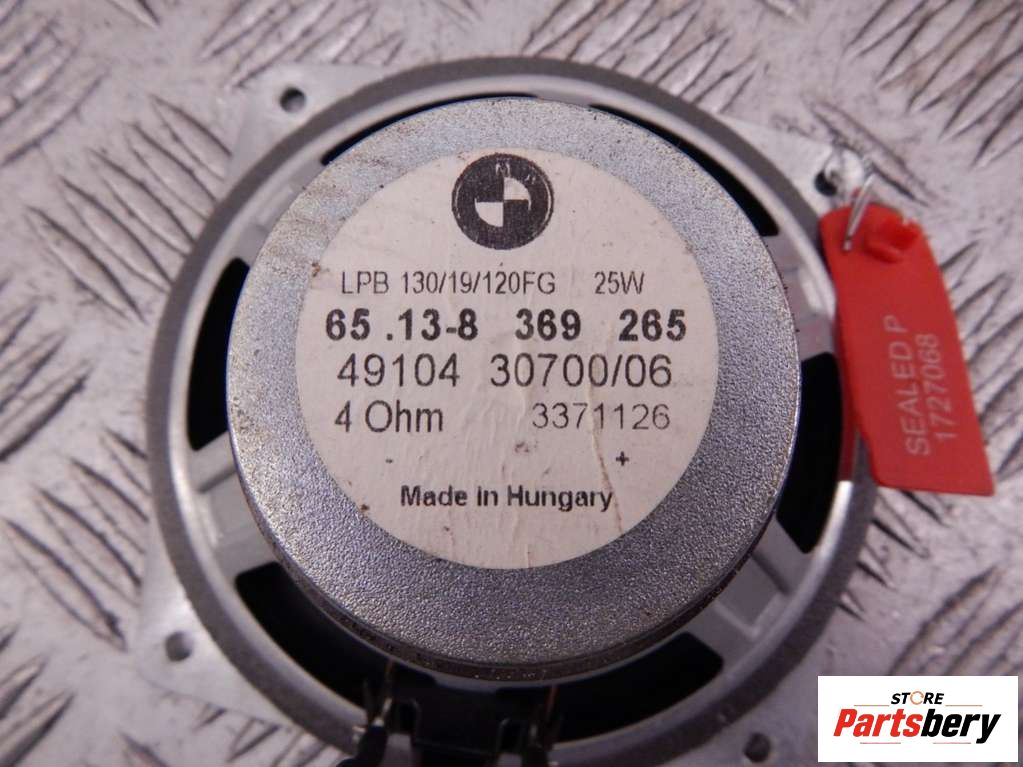 LPB 130/19/120FG 25W
65 .13-8 369 265
49104 30700/06
4 Ohm 3371126
- +
Made in Hungary
SEALED P
1727068
STORE
Partsbery